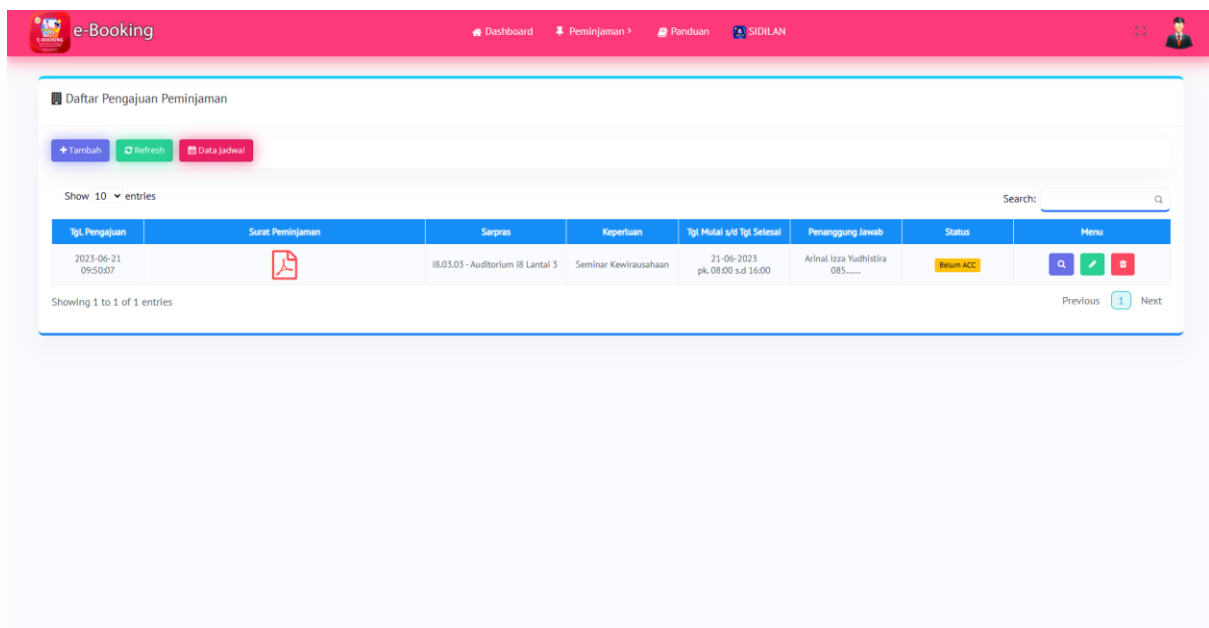 e-Booking
Dashboard Peminjaman > Panduan SIDILAN
Daftar Pengajuan Peminjaman
+Tambah Refresh Data Jadwal
Show 10 entries
Search:
Tgl. Pengajuan Surat Peminjaman Sarpras Keperluan Tgl Mulai s/d Tgl Selesai Penanggung Jawab Status Menu
2023-06-21
09:50:07
I8.03.03 - Auditorium i8 Lantai 3
Seminar Kewirausahaan
21-06-2023
pk. 08:00 s.d 16:00
Arinal Izza Yudhistira
085......
Belum ACC
Showing 1 to 1 of 1 entries
Previous 1 Next